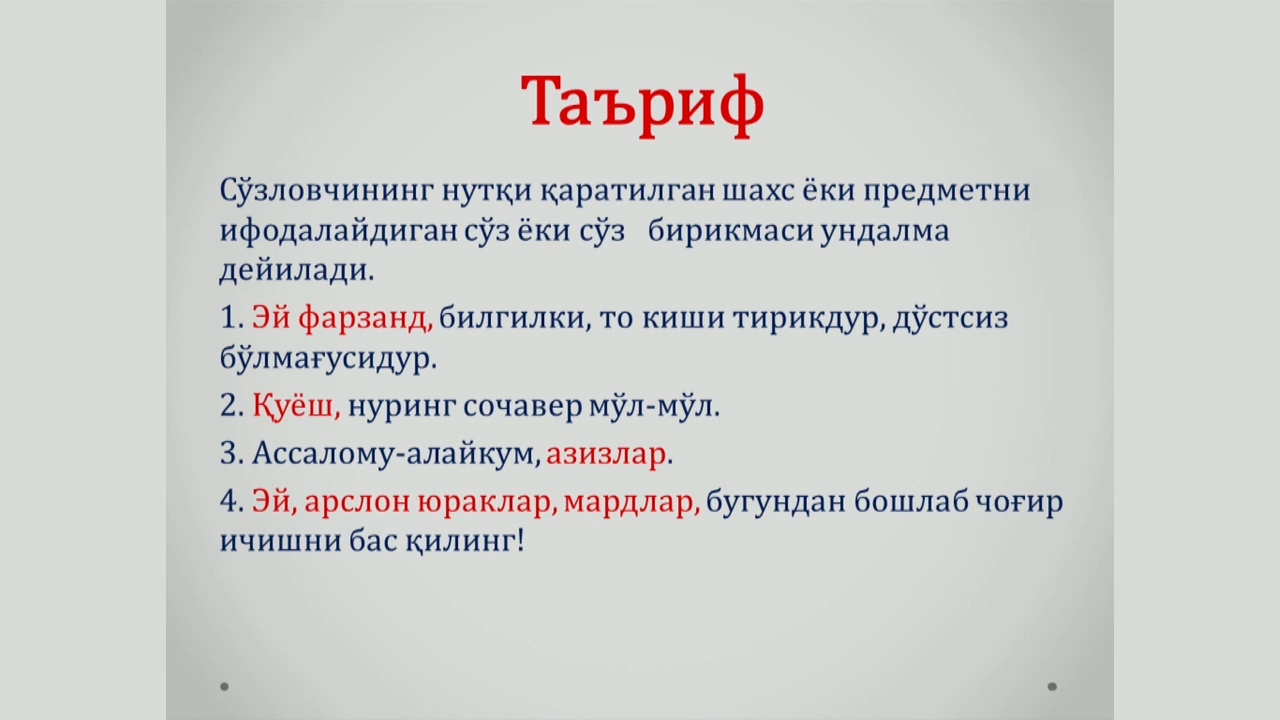 Таъриф
Сўзловчининг нутқи қаратилган шахс ёки предметни
ифодалайдиган сўз ёки сўз бирикмаси ундалма
дейилади.
1. Эй фарзанд, билгилки, то киши тирикдур, дўстсиз
бўлмағусидур.
2. Қуёш, нуринг сочавер мўл-мўл.
3. Ассалому-алайкум, азизлар.
4. Эй, арслон юраклар, мардлар, бугундан бошлаб чоғир
ичишни бас қилинг!